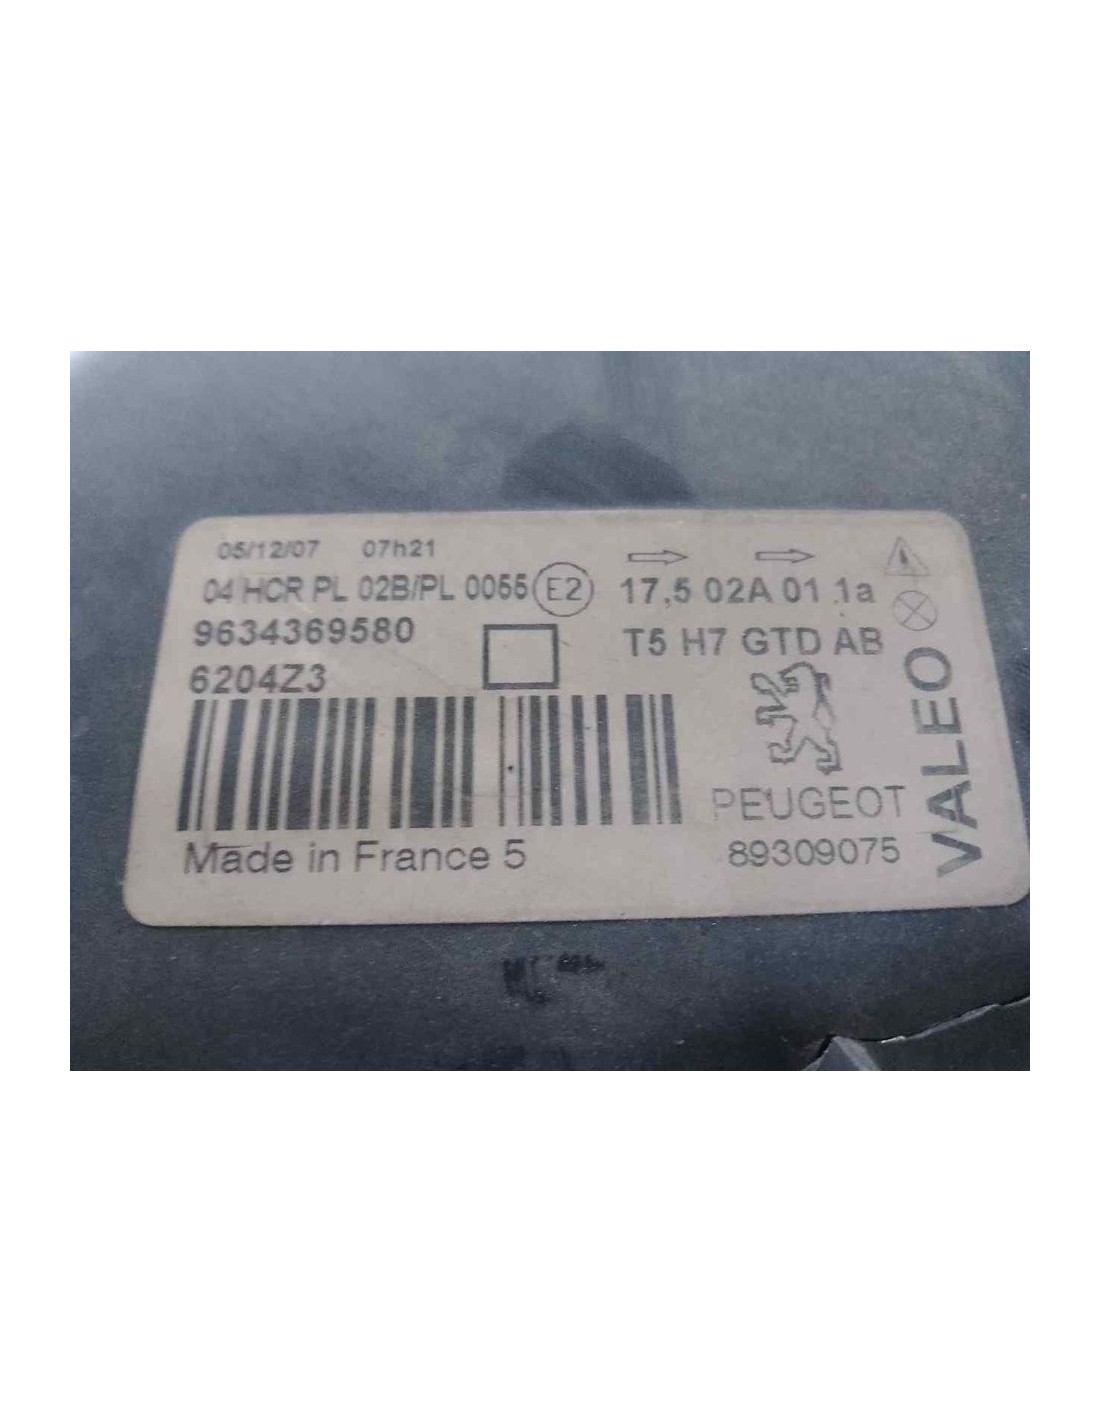 05/12/07 07h21
04 HCR PL 02B/PL 0055 E2 17,5 02A 01 1a
9634369580
T5 H7 GTD AB
6204Z3
PEUGEOT
VALEO
Made in France 5
89309075